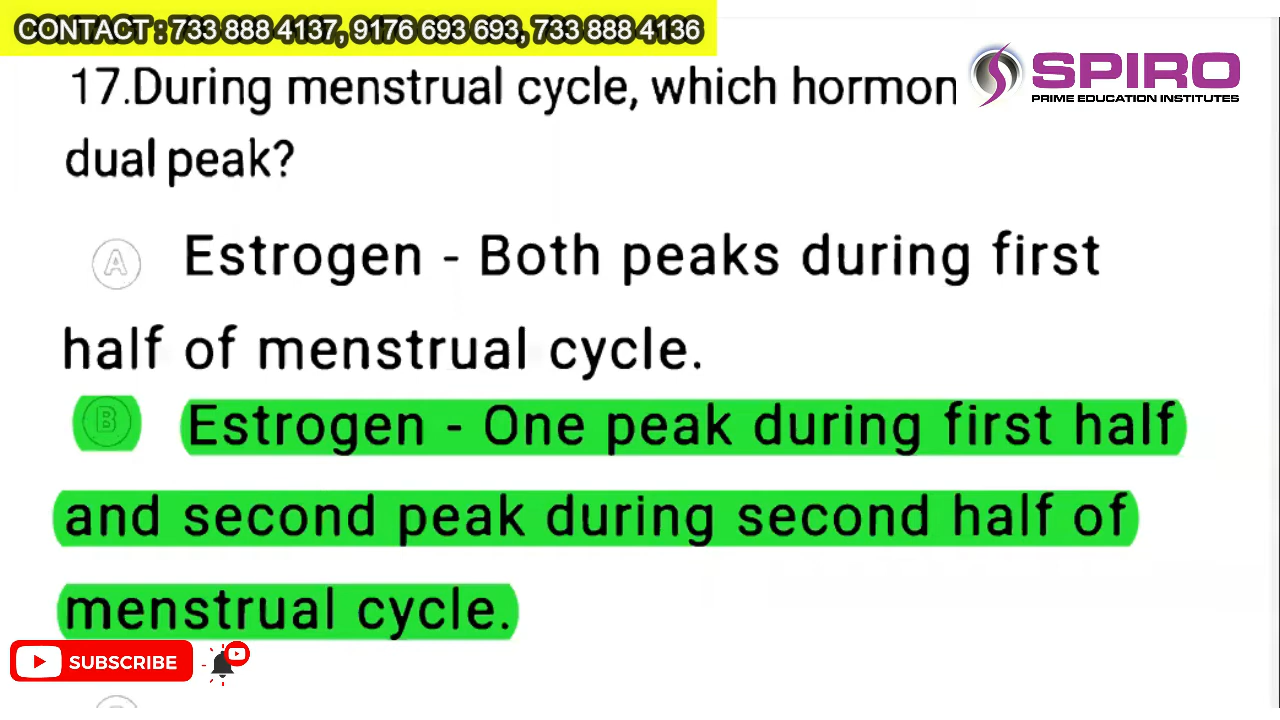 CONTACT : 733 888 4137, 9176 693 693, 733 888 4136
SPIRO
PRIME EDUCATION INSTITUTES
17.During menstrual cycle, which hormon
dual peak?
A Estrogen - Both peaks during first
half of menstrual cycle.
B Estrogen - One peak during first half
and second peak during second half of
menstrual cycle.
SUBSCRIBE